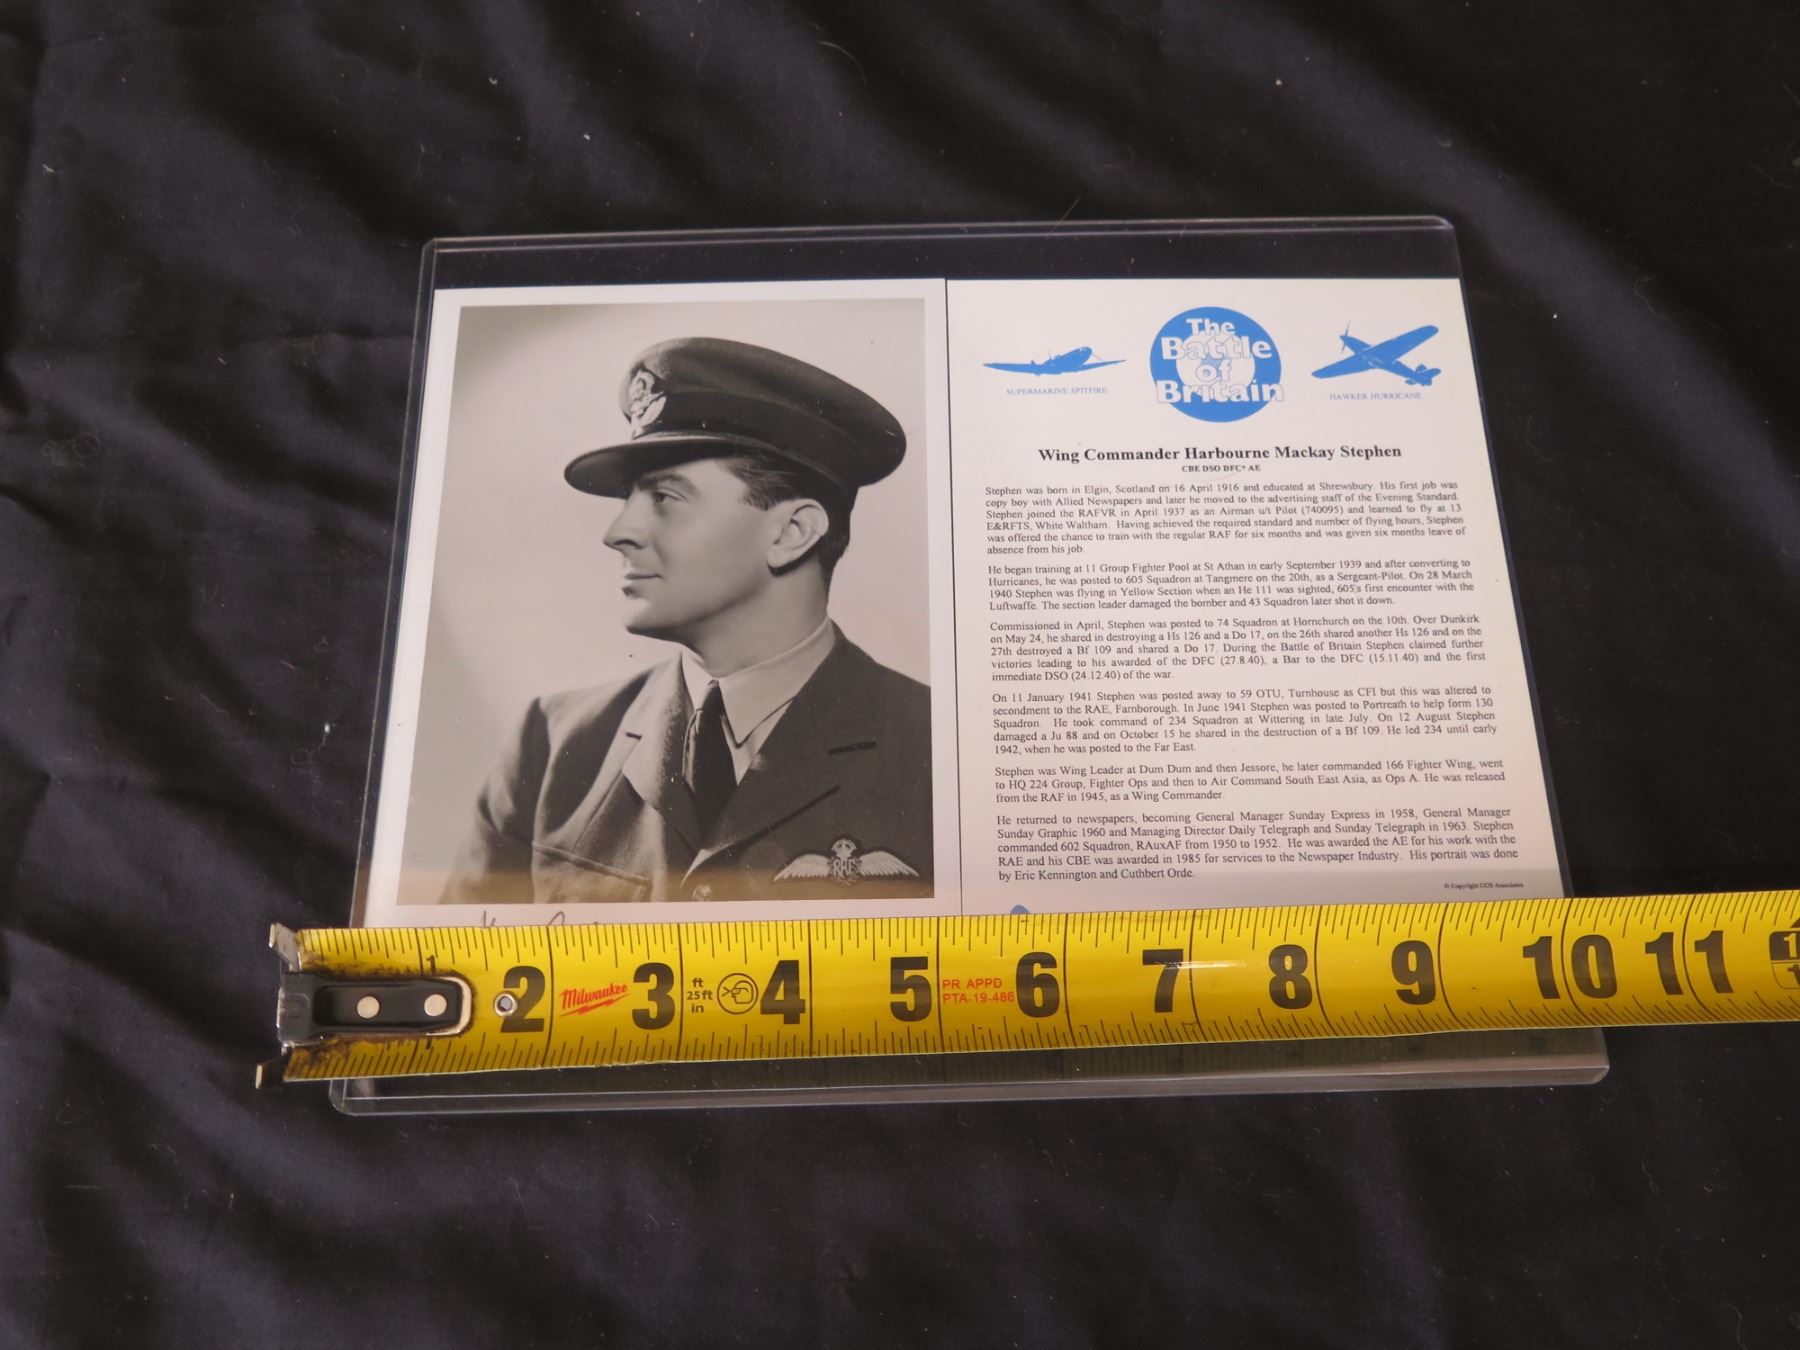 The
Battle
of
Britain
SUPERMARINE SPITFIRE
HAWKER HURRICANE
Wing Commander Harbourne Mackay Stephen
CBE DSO DFC* AE
Stephen was born in Elgin, Scotland on 16 April 1916 and educated at Shrewsbury. His first job was
copy boy with Allied Newspapers and later he moved to the advertising staff of the Evening Standard.
Stephen joined the RAFVR in April 1937 as an Airman u/t Pilot (740095) and learned to fly at 13
E&RFTS, White Waltham. Having achieved the required standard and number of flying hours, Stephen
was offered the chance to train with the regular RAF for six months and was given six months leave of
absence from his job.
He began training at 11 Group Fighter Pool at St Athan in early September 1939 and after converting to
Hurricanes, he was posted to 605 Squadron at Tangmere on the 20th, as a Sergeant-Pilot. On 28 March
1940 Stephen was flying in Yellow Section when an He 111 was sighted, 605's first encounter with the
Luftwaffe. The section leader damaged the bomber and 43 Squadron later shot it down.
Commissioned in April, Stephen was posted to 74 Squadron at Hornchurch on the 10th. Over Dunkirk
on May 24, he shared in destroying a Hs 126 and a Do 17, on the 26th shared another Hs 126 and on the
27th destroyed a Bf 109 and shared a Do 17. During the Battle of Britain Stephen claimed further
victories leading to his awarded of the DFC (27.8.40), a Bar to the DFC (15.11.40) and the first
immediate DSO (24.12.40) of the war.
On 11 January 1941 Stephen was posted away to 59 OTU, Turnhouse as CFI but this was altered to
secondment to the RAE, Farnborough. In June 1941 Stephen was posted to Portreath to help form 130
Squadron. He took command of 234 Squadron at Wittering in late July. On 12 August Stephen
damaged a Ju 88 and on October 15 he shared in the destruction of a Bf 109. He led 234 until early
1942, when he was posted to the Far East.
Stephen was Wing Leader at Dum Dum and then Jessore, he later commanded 166 Fighter Wing, went
to HQ 224 Group, Fighter Ops and then to Air Command South East Asia, as Ops A. He was released
from the RAF in 1945, as a Wing Commander.
He returned to newspapers, becoming General Manager Sunday Express in 1958, General Manager
Sunday Graphic 1960 and Managing Director Daily Telegraph and Sunday Telegraph in 1963. Stephen
commanded 602 Squadron, RAuxAF from 1950 to 1952. He was awarded the AE for his work with the
RAE and his CBE was awarded in 1985 for services to the Newspaper Industry. His portrait was done
by Eric Kennington and Cuthbert Orde.
© Copyright CCB Associates
RAF
1 2 3 4 5 6 7 8 9 10 11
Milwaukee
ft
25ft
in
PR APPD
PTA-19-486
1